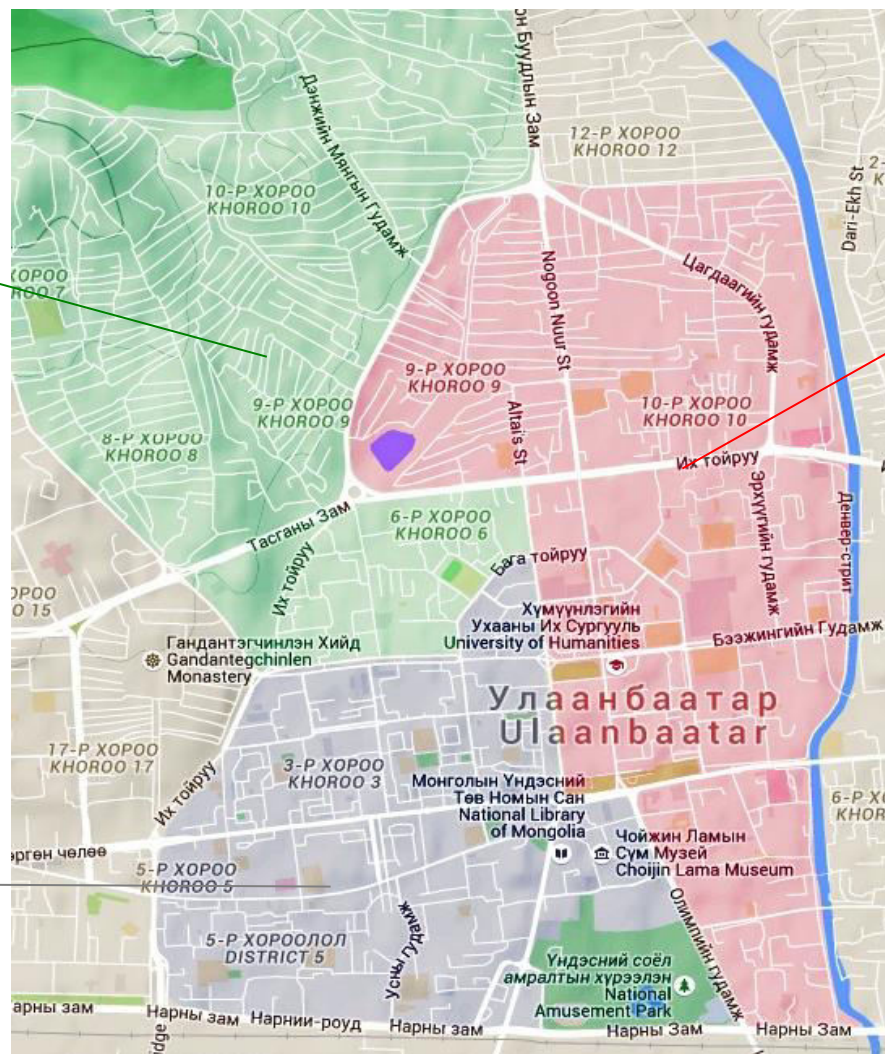 он Буудлын Зам
Дэнжийн Мянгын Гудамж
12-Р ХОРОО
KHOROO 12
2-
K
Dari-Ekh St
10-Р ХОРОО
KHOROO 10
ХОРОО
ROO 7
Nogoon Nuur St
Цагдаагийн гудамж
9-Р ХОРОО
KHOROO 9
9-Р ХОРОО
KHOROO 9
10-Р ХОРОО
KHOROO 10
Altai's St
8-Р ХОРОО
KHOROO 8
Их тойруу
6-Р ХОРОО
KHOROO 6
Тасганы Зам
Эрхүүгийн гудамж
Денвер-стрит
Их тойруу
Бага тойруу
ОРОО
O 15
Хүмүүнлэгийн
Ухааны Их Сургууль
University of Humanities
Бээжингийн Гудамж
Гандантэгчинлэн Хийд
Gandantegchinlen
Monastery
Улаанбаатар
Ulaanbaatar
17-Р ХОРОО
KHOROO 17
3-Р ХОРОО
KHOROO 3
Их тойруу
Монголын Үндэсний
Төв Номын Сан
National Library
of Mongolia
6-Р Х
KHOR
Чойжин Ламын
Сүм Музей
Choijin Lama Museum
ргөн чөлөө
5-Р ХОРОО
KHOROO 5
5-Р ХОРООЛОЛ
DISTRICT 5
Усны гудамж
Олимпийн гудамж
Үндэсний соёл
амралтын хүрээлэн
National
Amusement Park
арны зам
Нарны зам
Нарнии-роуд
Нарны зам
Нарны Зам
Нарны Зам
idge